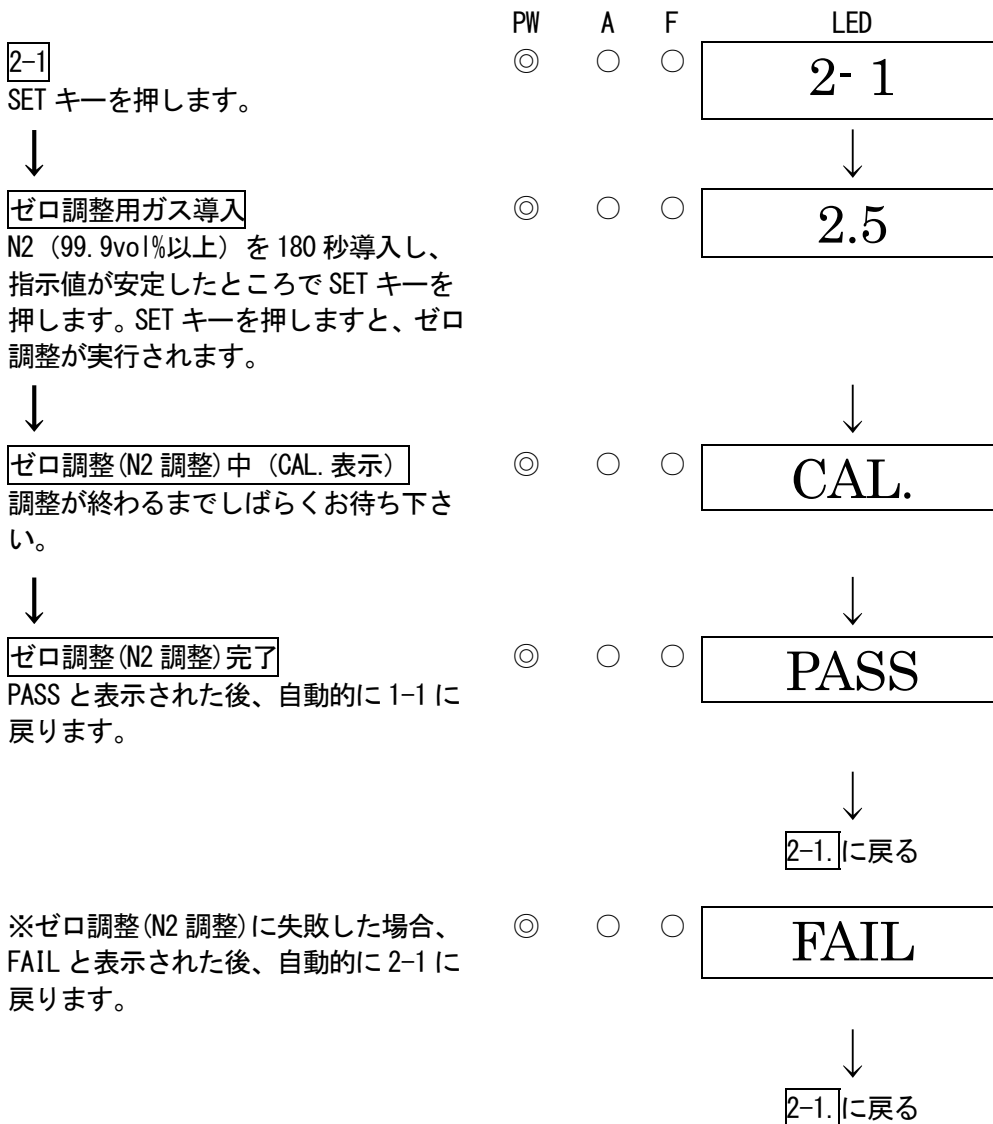 PW A F LED
2-1 ◎ ○ ○ 2- 1
SET キーを押します。
↓ ↓
ゼロ調整用ガス導入 ◎ ○ ○ 2.5
N2（99.9vol%以上）を 180 秒導入し、
指示値が安定したところで SET キーを
押します。SET キーを押しますと、ゼロ
調整が実行されます。
↓ ↓
ゼロ調整(N2 調整)中（CAL.表示） ◎ ○ ○ CAL.
調整が終わるまでしばらくお待ち下さ
い。
↓ ↓
ゼロ調整(N2 調整)完了 ◎ ○ ○ PASS
PASS と表示された後、自動的に 1-1 に
戻ります。
↓
2-1.に戻る
※ゼロ調整(N2 調整)に失敗した場合、 ◎ ○ ○ FAIL
FAIL と表示された後、自動的に 2-1 に
戻ります。
↓
2-1.に戻る